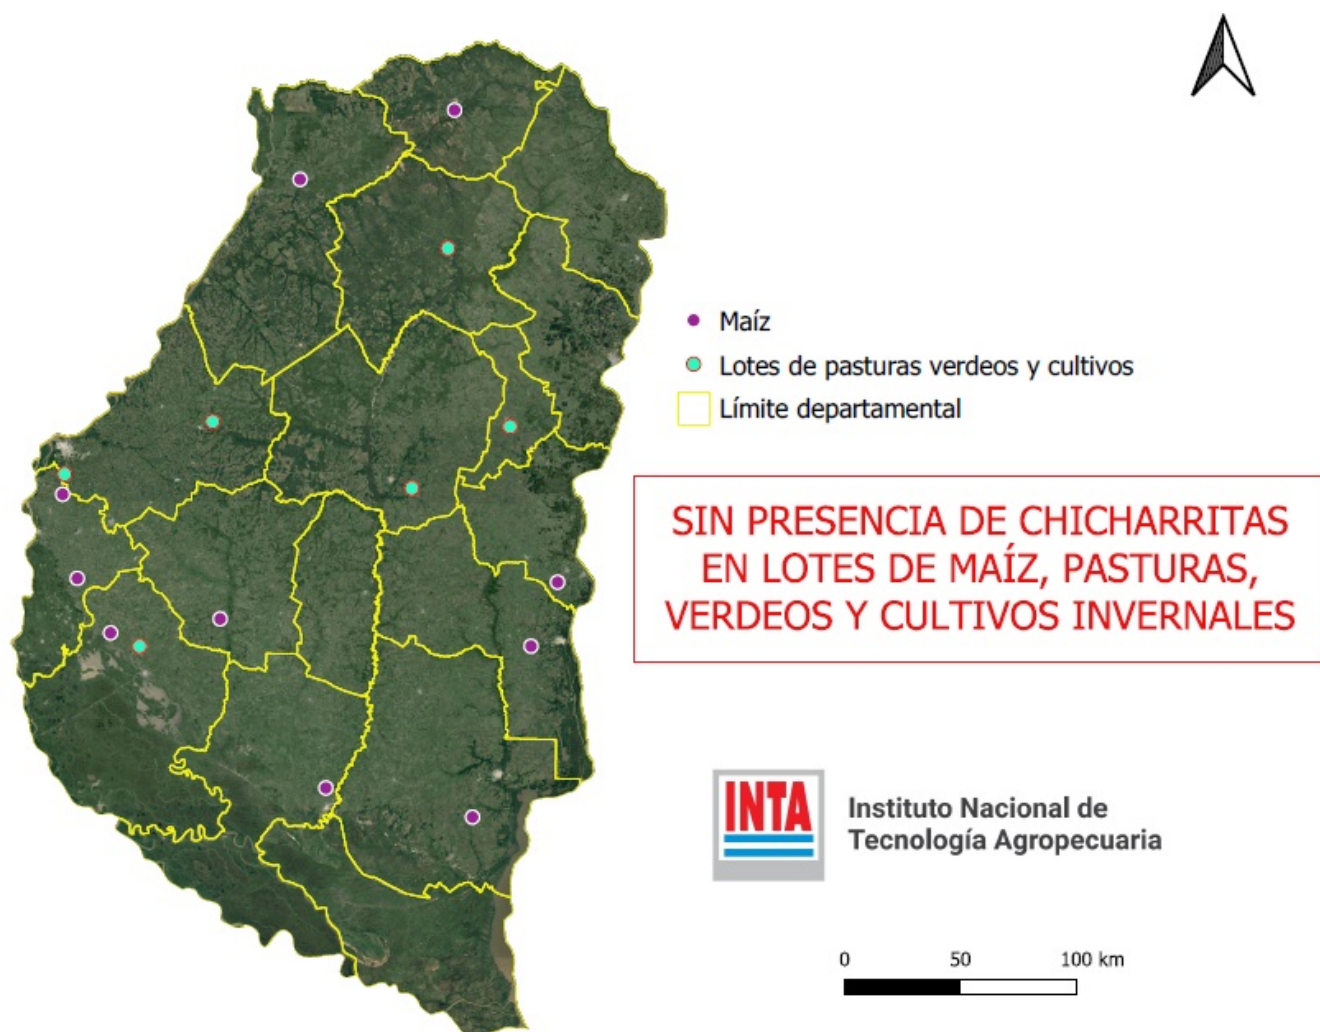 Maíz
Lotes de pasturas verdeos y cultivos
Límite departamental
SIN PRESENCIA DE CHICHARRITAS
EN LOTES DE MAÍZ, PASTURAS,
VERDEOS Y CULTIVOS INVERNALES
INTA
Instituto Nacional de
Tecnología Agropecuaria
0 50 100 km